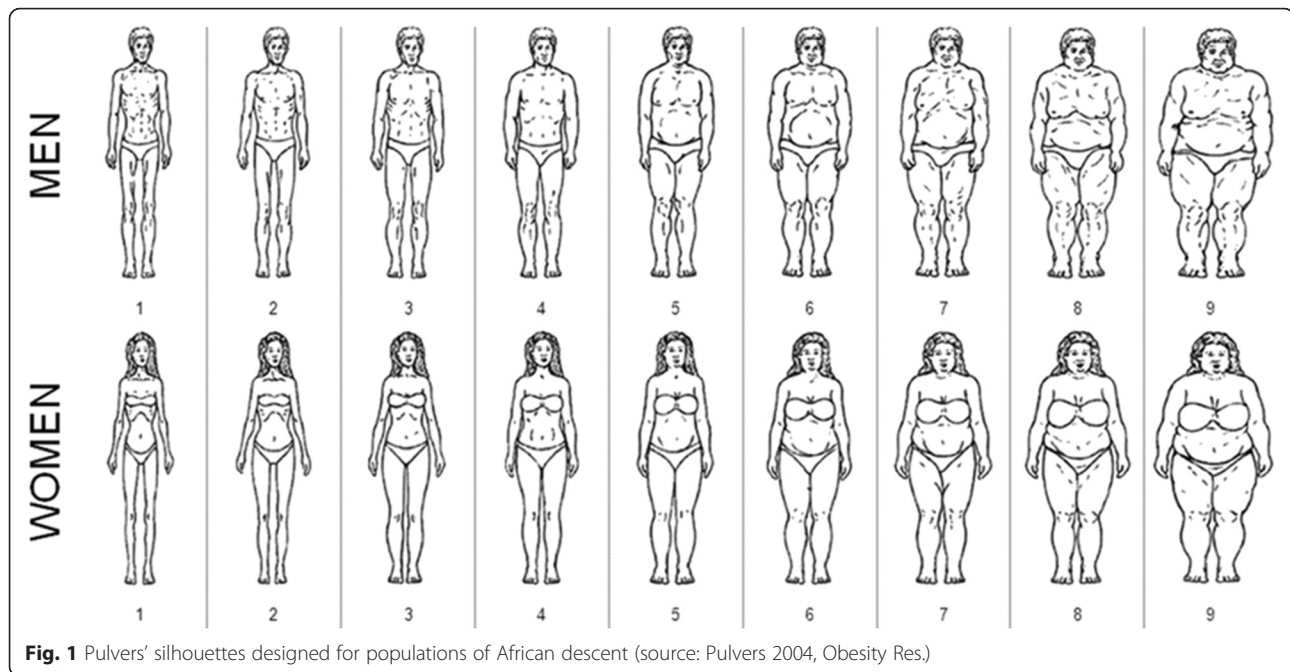 MEN
1 2 3 4 5 6 7 8 9
WOMEN
1 2 3 4 5 6 7 8 9
Fig. 1 Pulvers' silhouettes designed for populations of African descent (source: Pulvers 2004, Obesity Res.)